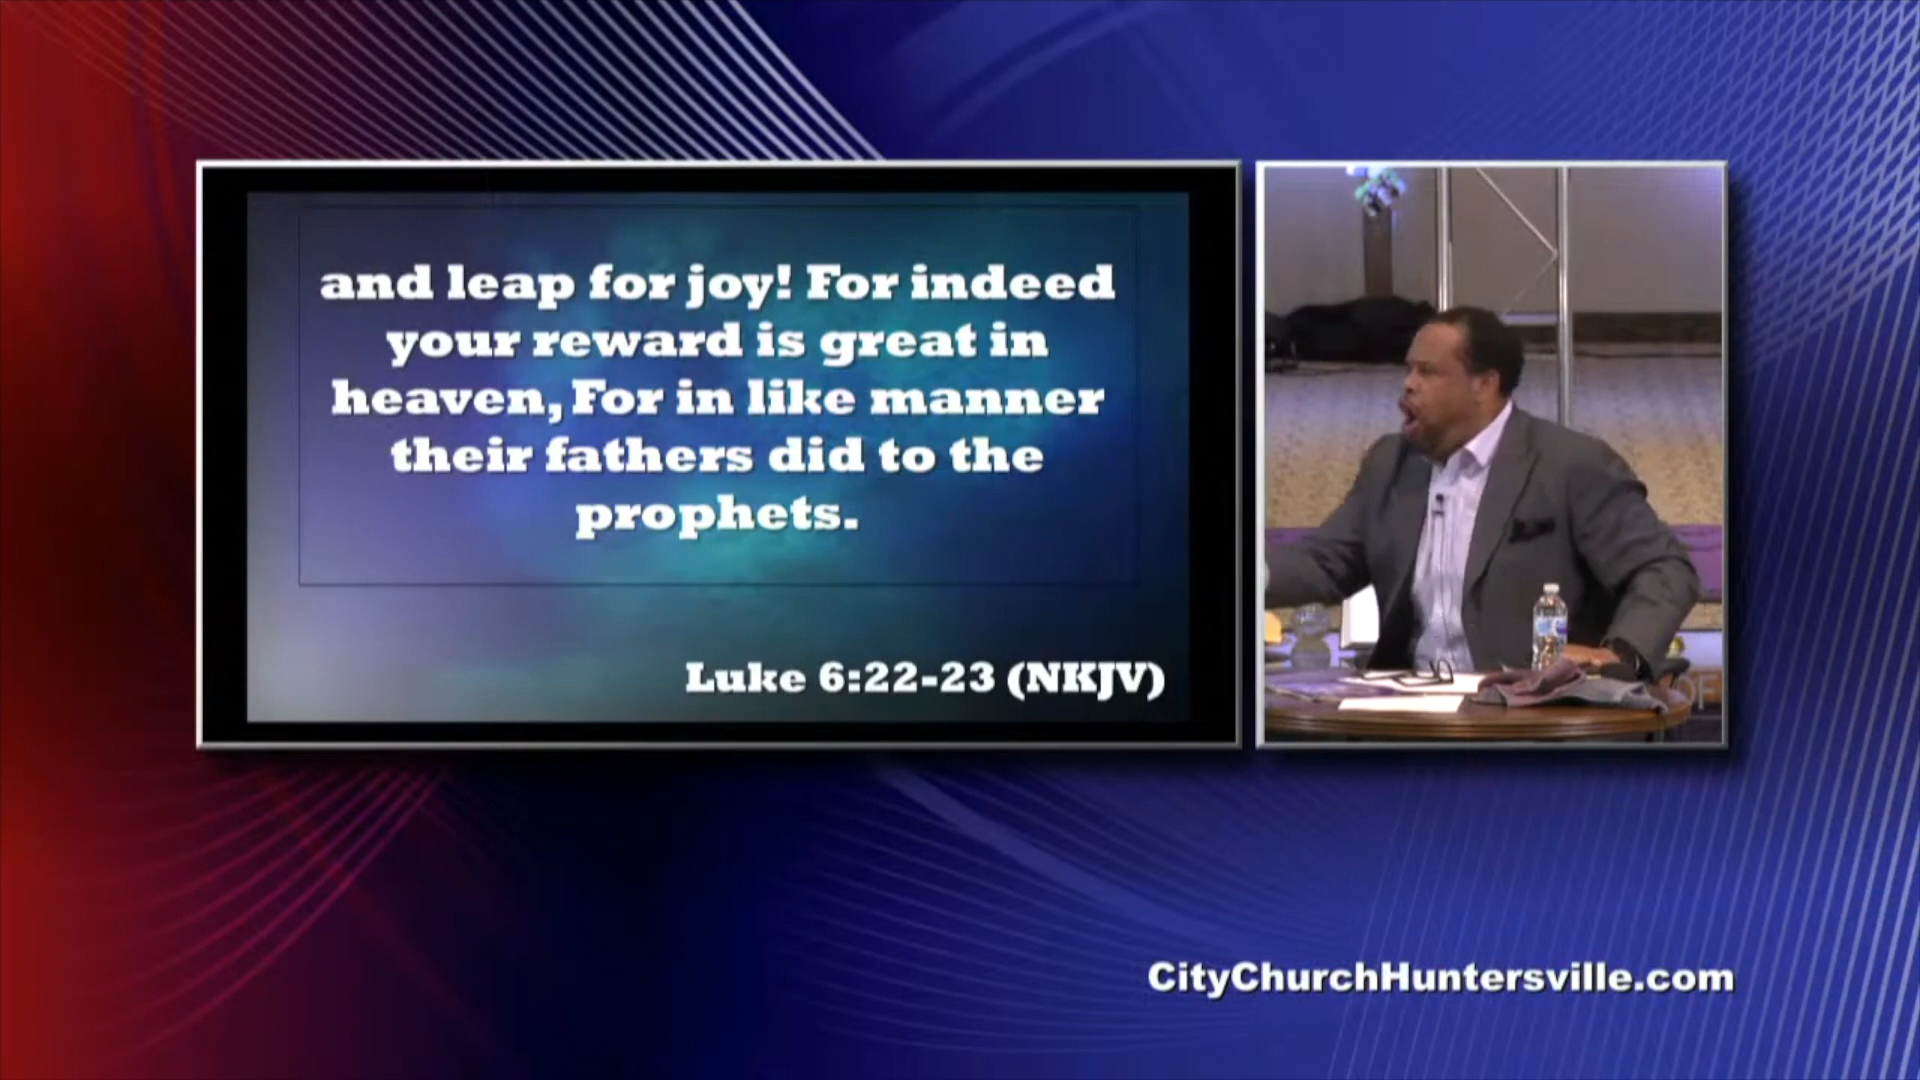 and leap for joy! For indeed
your reward is great in
heaven, For in like manner
their fathers did to the
prophets.
Luke 6:22-23 (NKJV)
CityChurchHuntersville.com